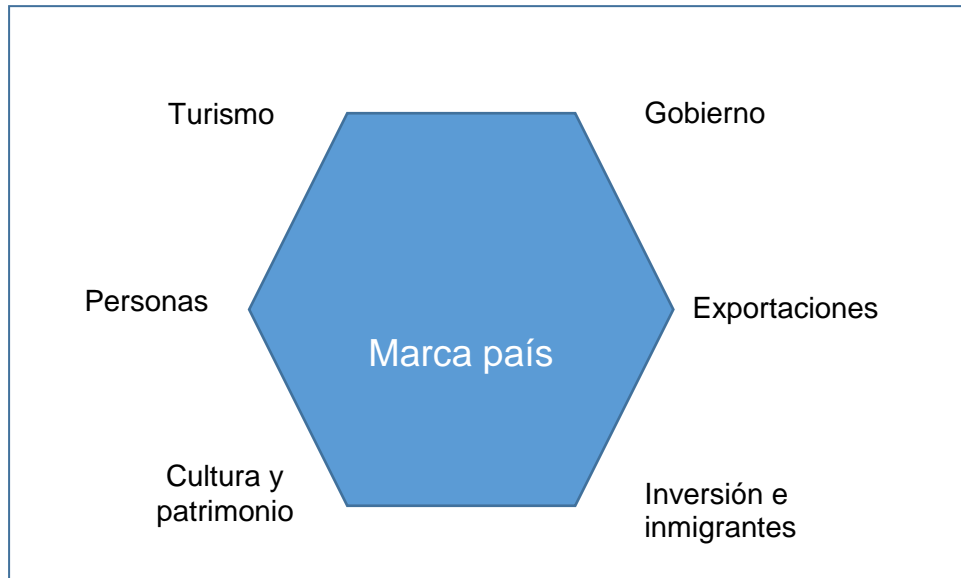 Turismo
Gobierno
Personas
Exportaciones
Marca país
Cultura y
patrimonio
Inversión e
inmigrantes